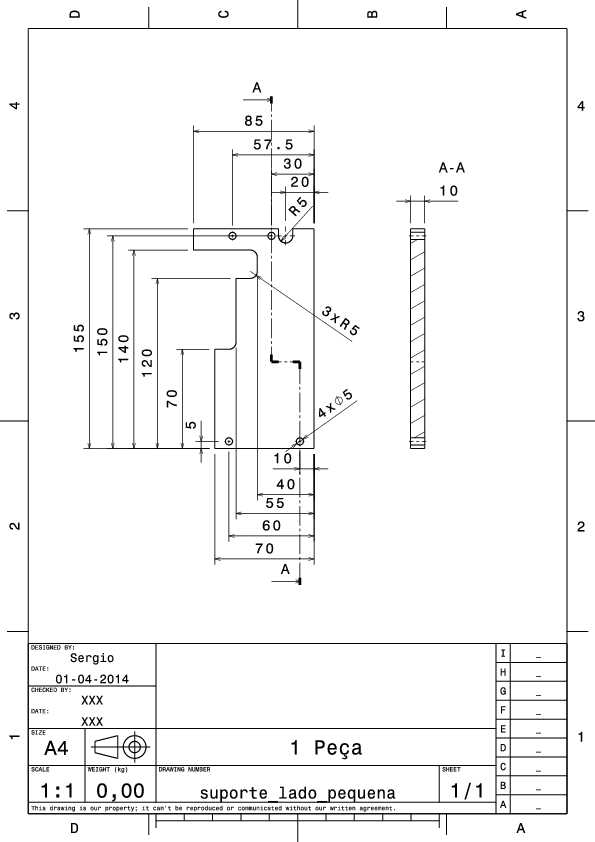 D C B A
A
4 4
85
57.5
30
A-A
20
10
R5
3 3
3xR5
155
150
140
120
70
4xØ5
5
10
40
2 2
55
60
70
A
DESIGNED BY:
Sergio
DATE:
01-04-2014
CHECKED BY:
XXX
DATE:
XXX
SIZE
A4
1 Peça
SCALE
1:1
WEIGHT (kg)
0,00
DRAWING NUMBER
suporte_lado_pequena
SHEET
1/1
This drawing is our property; it can't be reproduced or communicated without our written agreement.
I _
H _
G _
F _
E _
D _
C _
B _
A _
1 1
D A